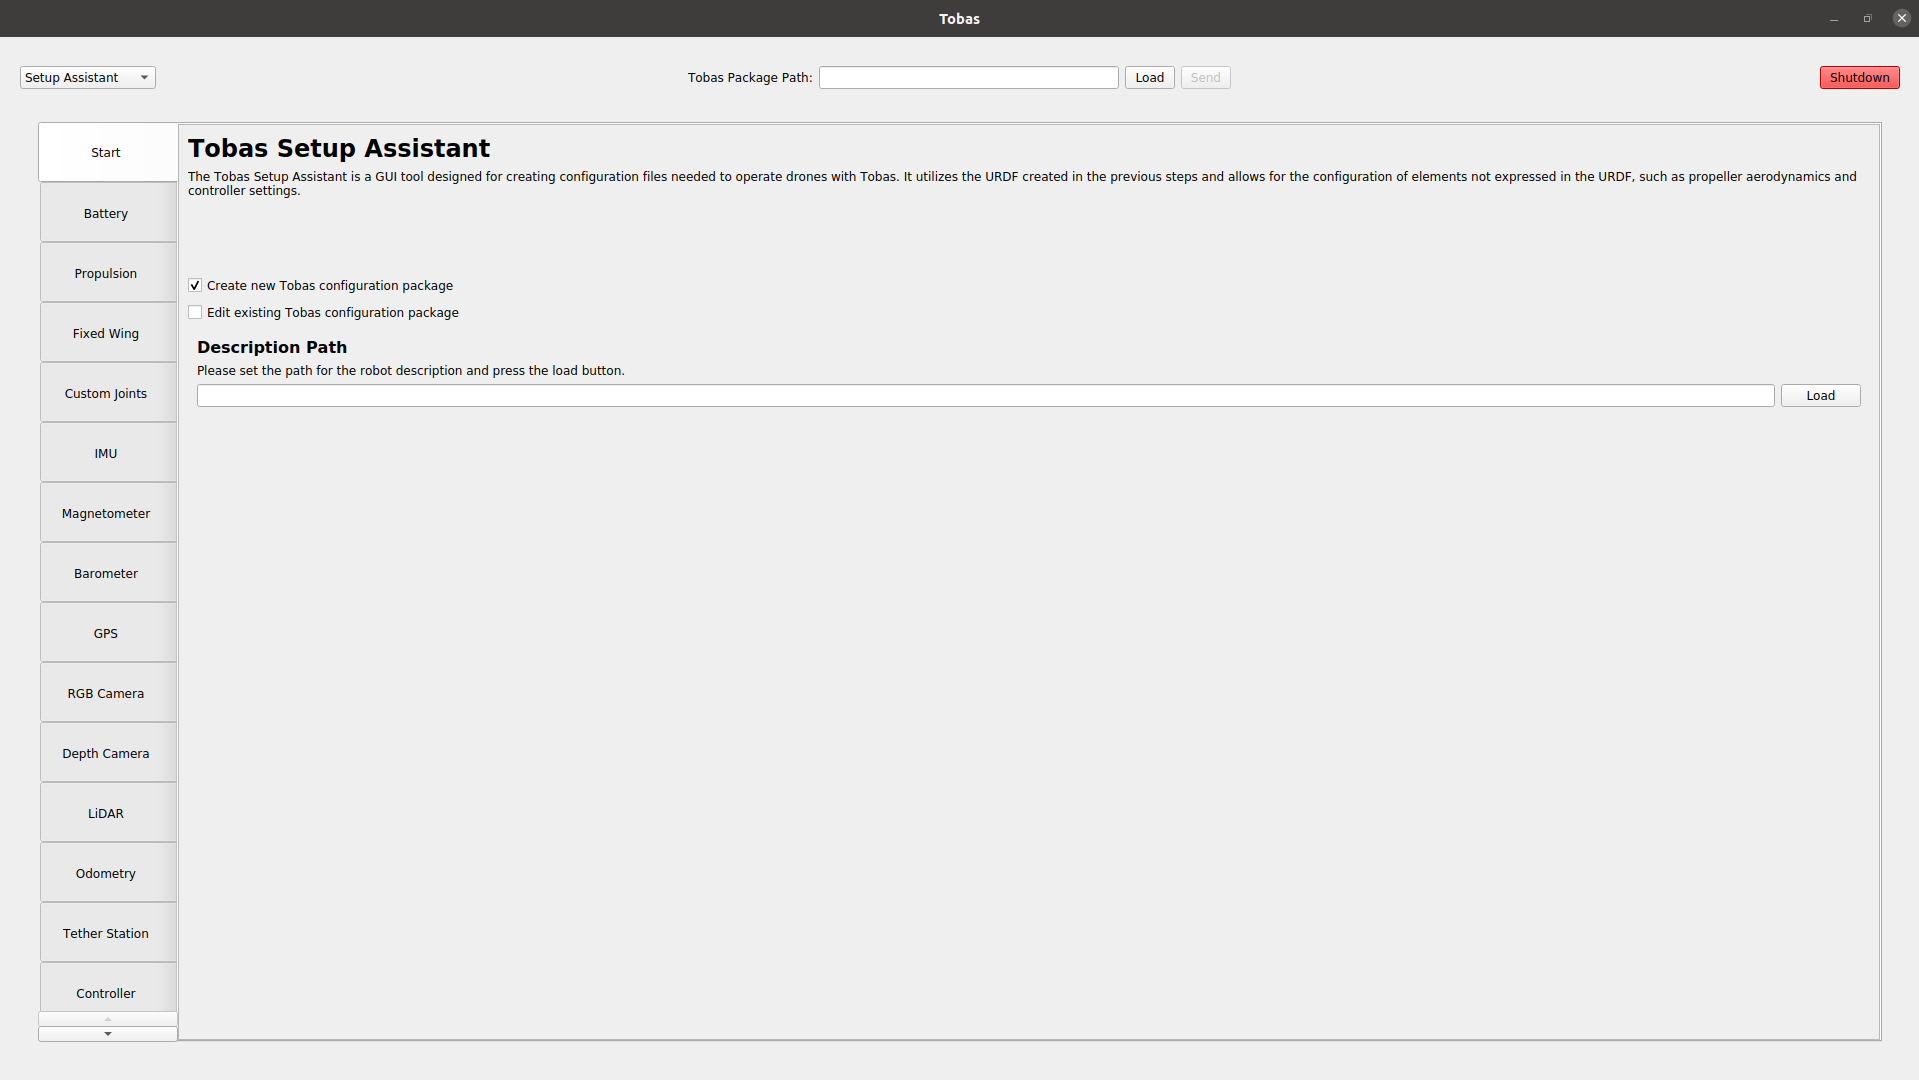 Tobas
Setup Assistant
Tobas Package Path:
Load
Send
Shutdown
Start
Battery
Propulsion
Fixed Wing
Custom Joints
IMU
Magnetometer
Barometer
GPS
RGB Camera
Depth Camera
LiDAR
Odometry
Tether Station
Controller
Tobas Setup Assistant
The Tobas Setup Assistant is a GUI tool designed for creating configuration files needed to operate drones with Tobas. It utilizes the URDF created in the previous steps and allows for the configuration of elements not expressed in the URDF, such as propeller aerodynamics and
controller settings.
Create new Tobas configuration package
Edit existing Tobas configuration package
Description Path
Please set the path for the robot description and press the load button.
Load